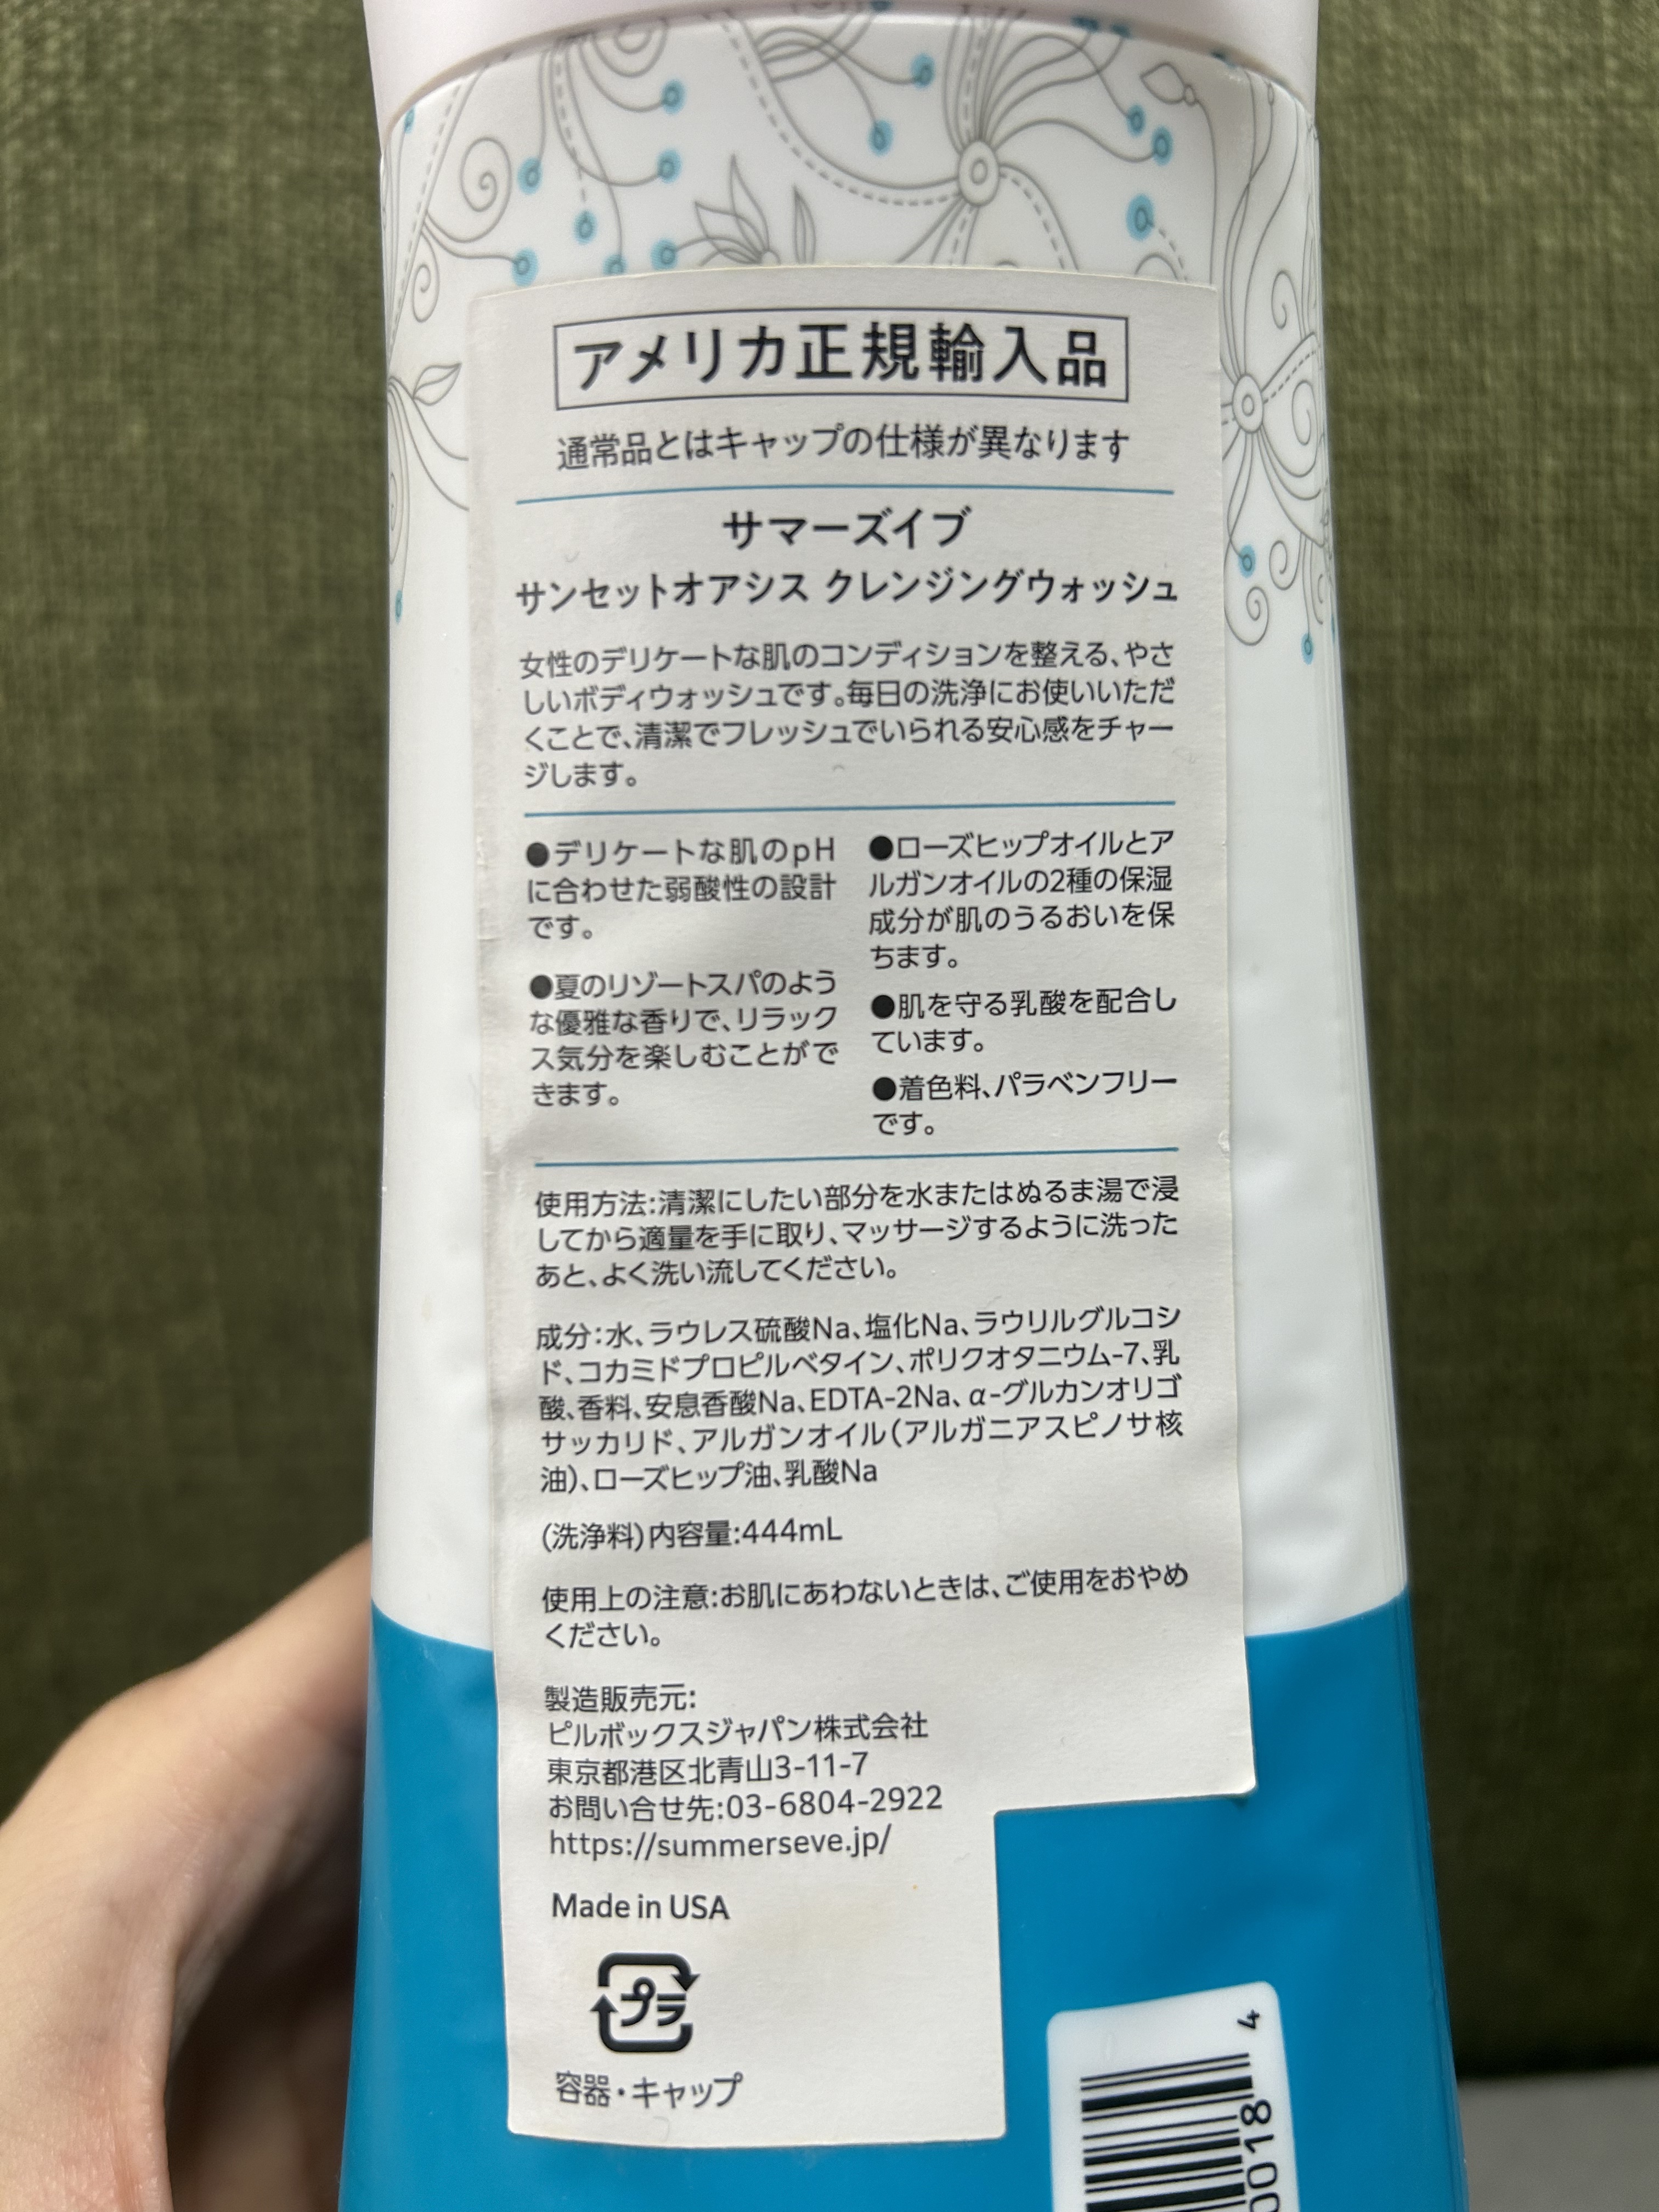 アメリカ正規輸入品
通常品とはキャップの仕様が異なります
サマーズイブ
サンセットオアシス クレンジングウォッシュ
女性のデリケートな肌のコンディションを整える、やさ
しいボディウォッシュです。毎日の洗浄にお使いいただ
くことで、清潔でフレッシュでいられる安心感をチャー
ジします。
●デリケートな肌のpH
に合わせた弱酸性の設計
です。
●夏のリゾートスパのよう
な優雅な香りで、リラック
ス気分を楽しむことがで
きます。
●ローズヒップオイルとア
ルガンオイルの2種の保湿
成分が肌のうるおいを保
ちます。
●肌を守る乳酸を配合し
ています。
●着色料、パラベンフリー
です。
使用方法:清潔にしたい部分を水またはぬるま湯で浸
してから適量を手に取り、マッサージするように洗った
あと、よく洗い流してください。
成分:水、ラウレス硫酸Na、塩化Na、ラウリルグルコシ
ド、コカミドプロピルベタイン、ポリクオタニウム-7、乳
酸、香料、安息香酸Na、EDTA-2Na、α-グルカンオリゴ
サッカリド、アルガンオイル(アルガニアスピノサ核
油)、ローズヒップ油、乳酸Na
(洗浄料)内容量:444mL
使用上の注意:お肌にあわないときは、ご使用をおやめ
ください。
製造販売元:
ピルボックスジャパン株式会社
東京都港区北青山3-11-7
お問い合せ先:03-6804-2922
https://summerseve.jp/
Made in USA
プラ
容器・キャップ
4
0018